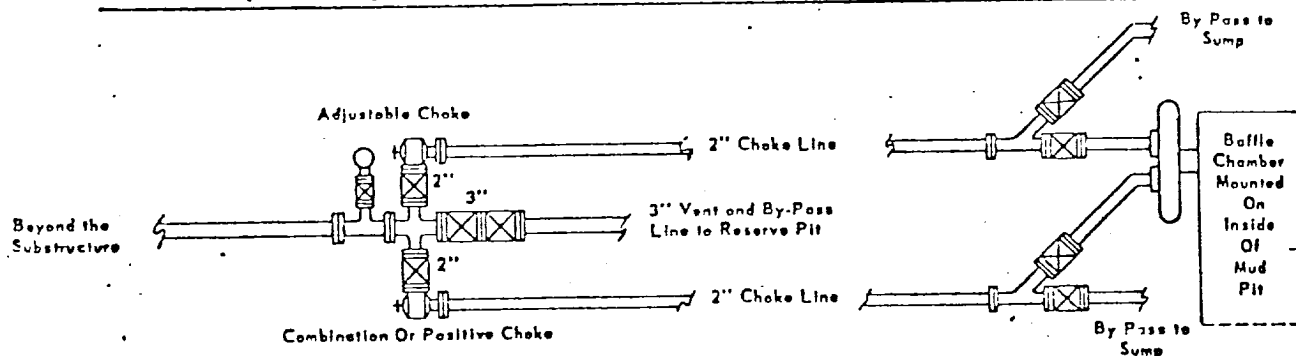 By Pass to
Sump
Adjustable Choke
2" Choke Line
Baffle
Chamber
Mounted
On
Inside
Of
Mud
Pit
2"
3"
Beyond the
Substructure
3" Vent and By-Pass
Line to Reserve Pit
2"
2" Choke Line
Combination Or Positive Choke
By Pass to
Sump